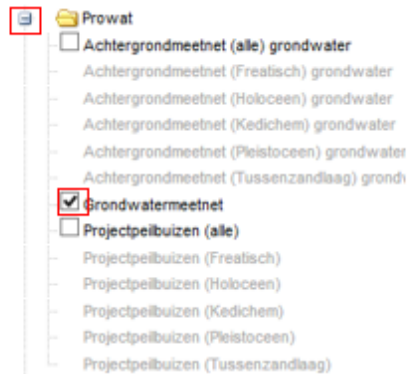 Prowat
Achtergrondmeetnet (alle) grondwater
Achtergrondmeetnet (Freatisch) grondwater
Achtergrondmeetnet (Holoceen) grondwater
Achtergrondmeetnet (Kedichem) grondwater
Achtergrondmeetnet (Pleistoceen) grondwater
Achtergrondmeetnet (Tussenzandlaag) grondw
Grondwatermeetnet
Projectpeilbuizen (alle)
Projectpeilbuizen (Freatisch)
Projectpeilbuizen (Holoceen)
Projectpeilbuizen (Kedichem)
Projectpeilbuizen (Pleistoceen)
Projectpeilbuizen (Tussenzandlaag)